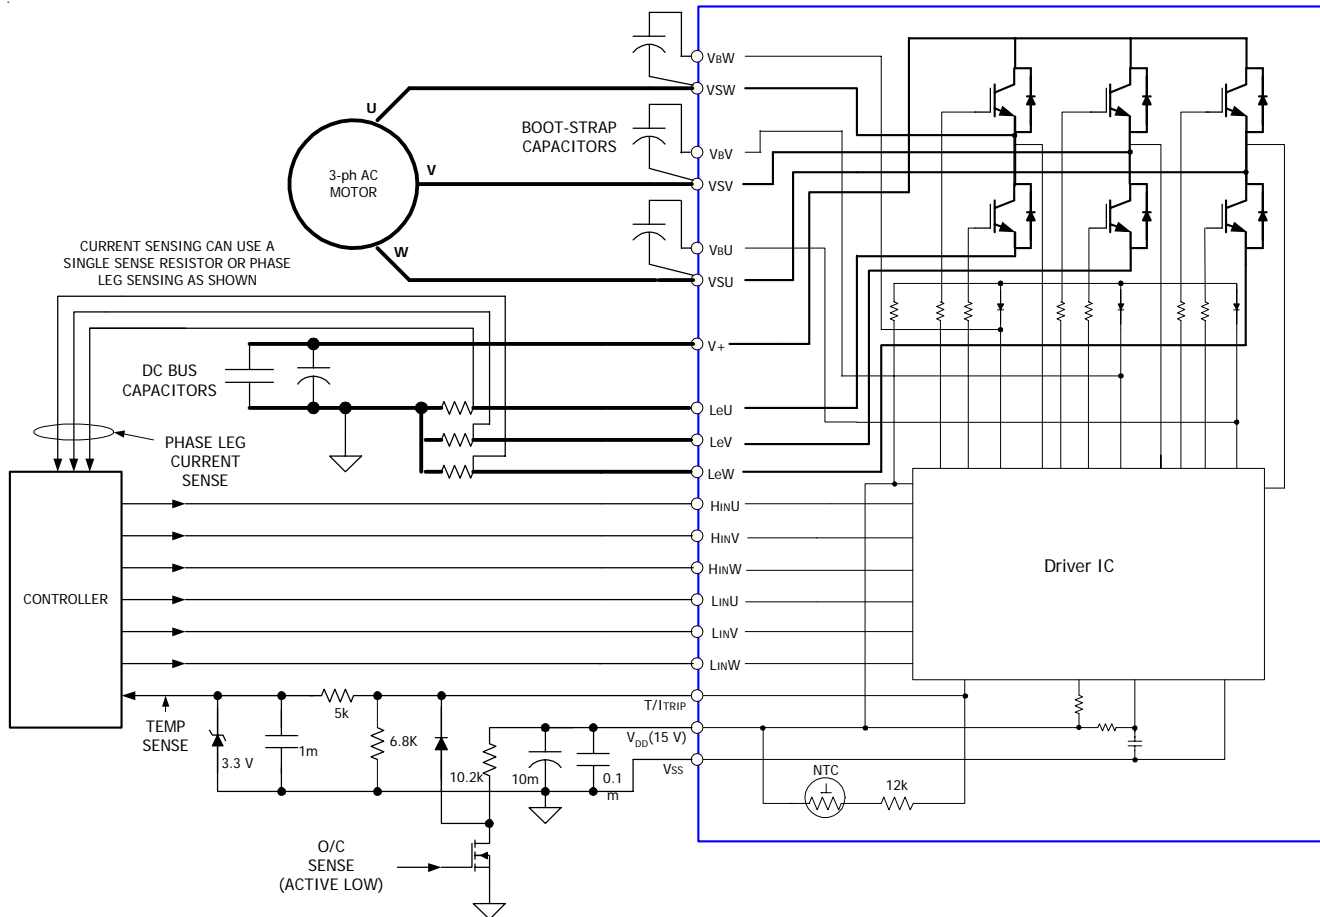 VBW
VSW
U
BOOT-STRAP
CAPACITORS
VBV
3-ph AC
MOTOR
V
VSV
W
VBU
CURRENT SENSING CAN USE A
SINGLE SENSE RESISTOR OR PHASE
LEG SENSING AS SHOWN
VSU
V+
DC BUS
CAPACITORS
LeU
LeV
PHASE LEG
CURRENT
SENSE
LeW
HINU
HINV
HINW
Driver IC
CONTROLLER
LINU
LINV
LINW
T/ITRIP
5k
TEMP
SENSE
VDD(15 V)
6.8K
1m
3.3 V
VSS
10.2k
10m
0.1
m
NTC
12k
O/C
SENSE
(ACTIVE LOW)